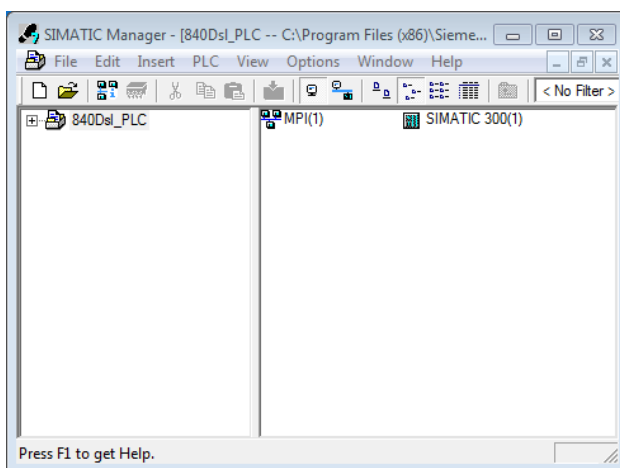 SIMATIC Manager - [840Dsl_PLC -- C:\Program Files (x86)\Sieme...
File Edit Insert PLC View Options Window Help
< No Filter >
840Dsl_PLC
MPI(1) SIMATIC 300(1)
Press F1 to get Help.